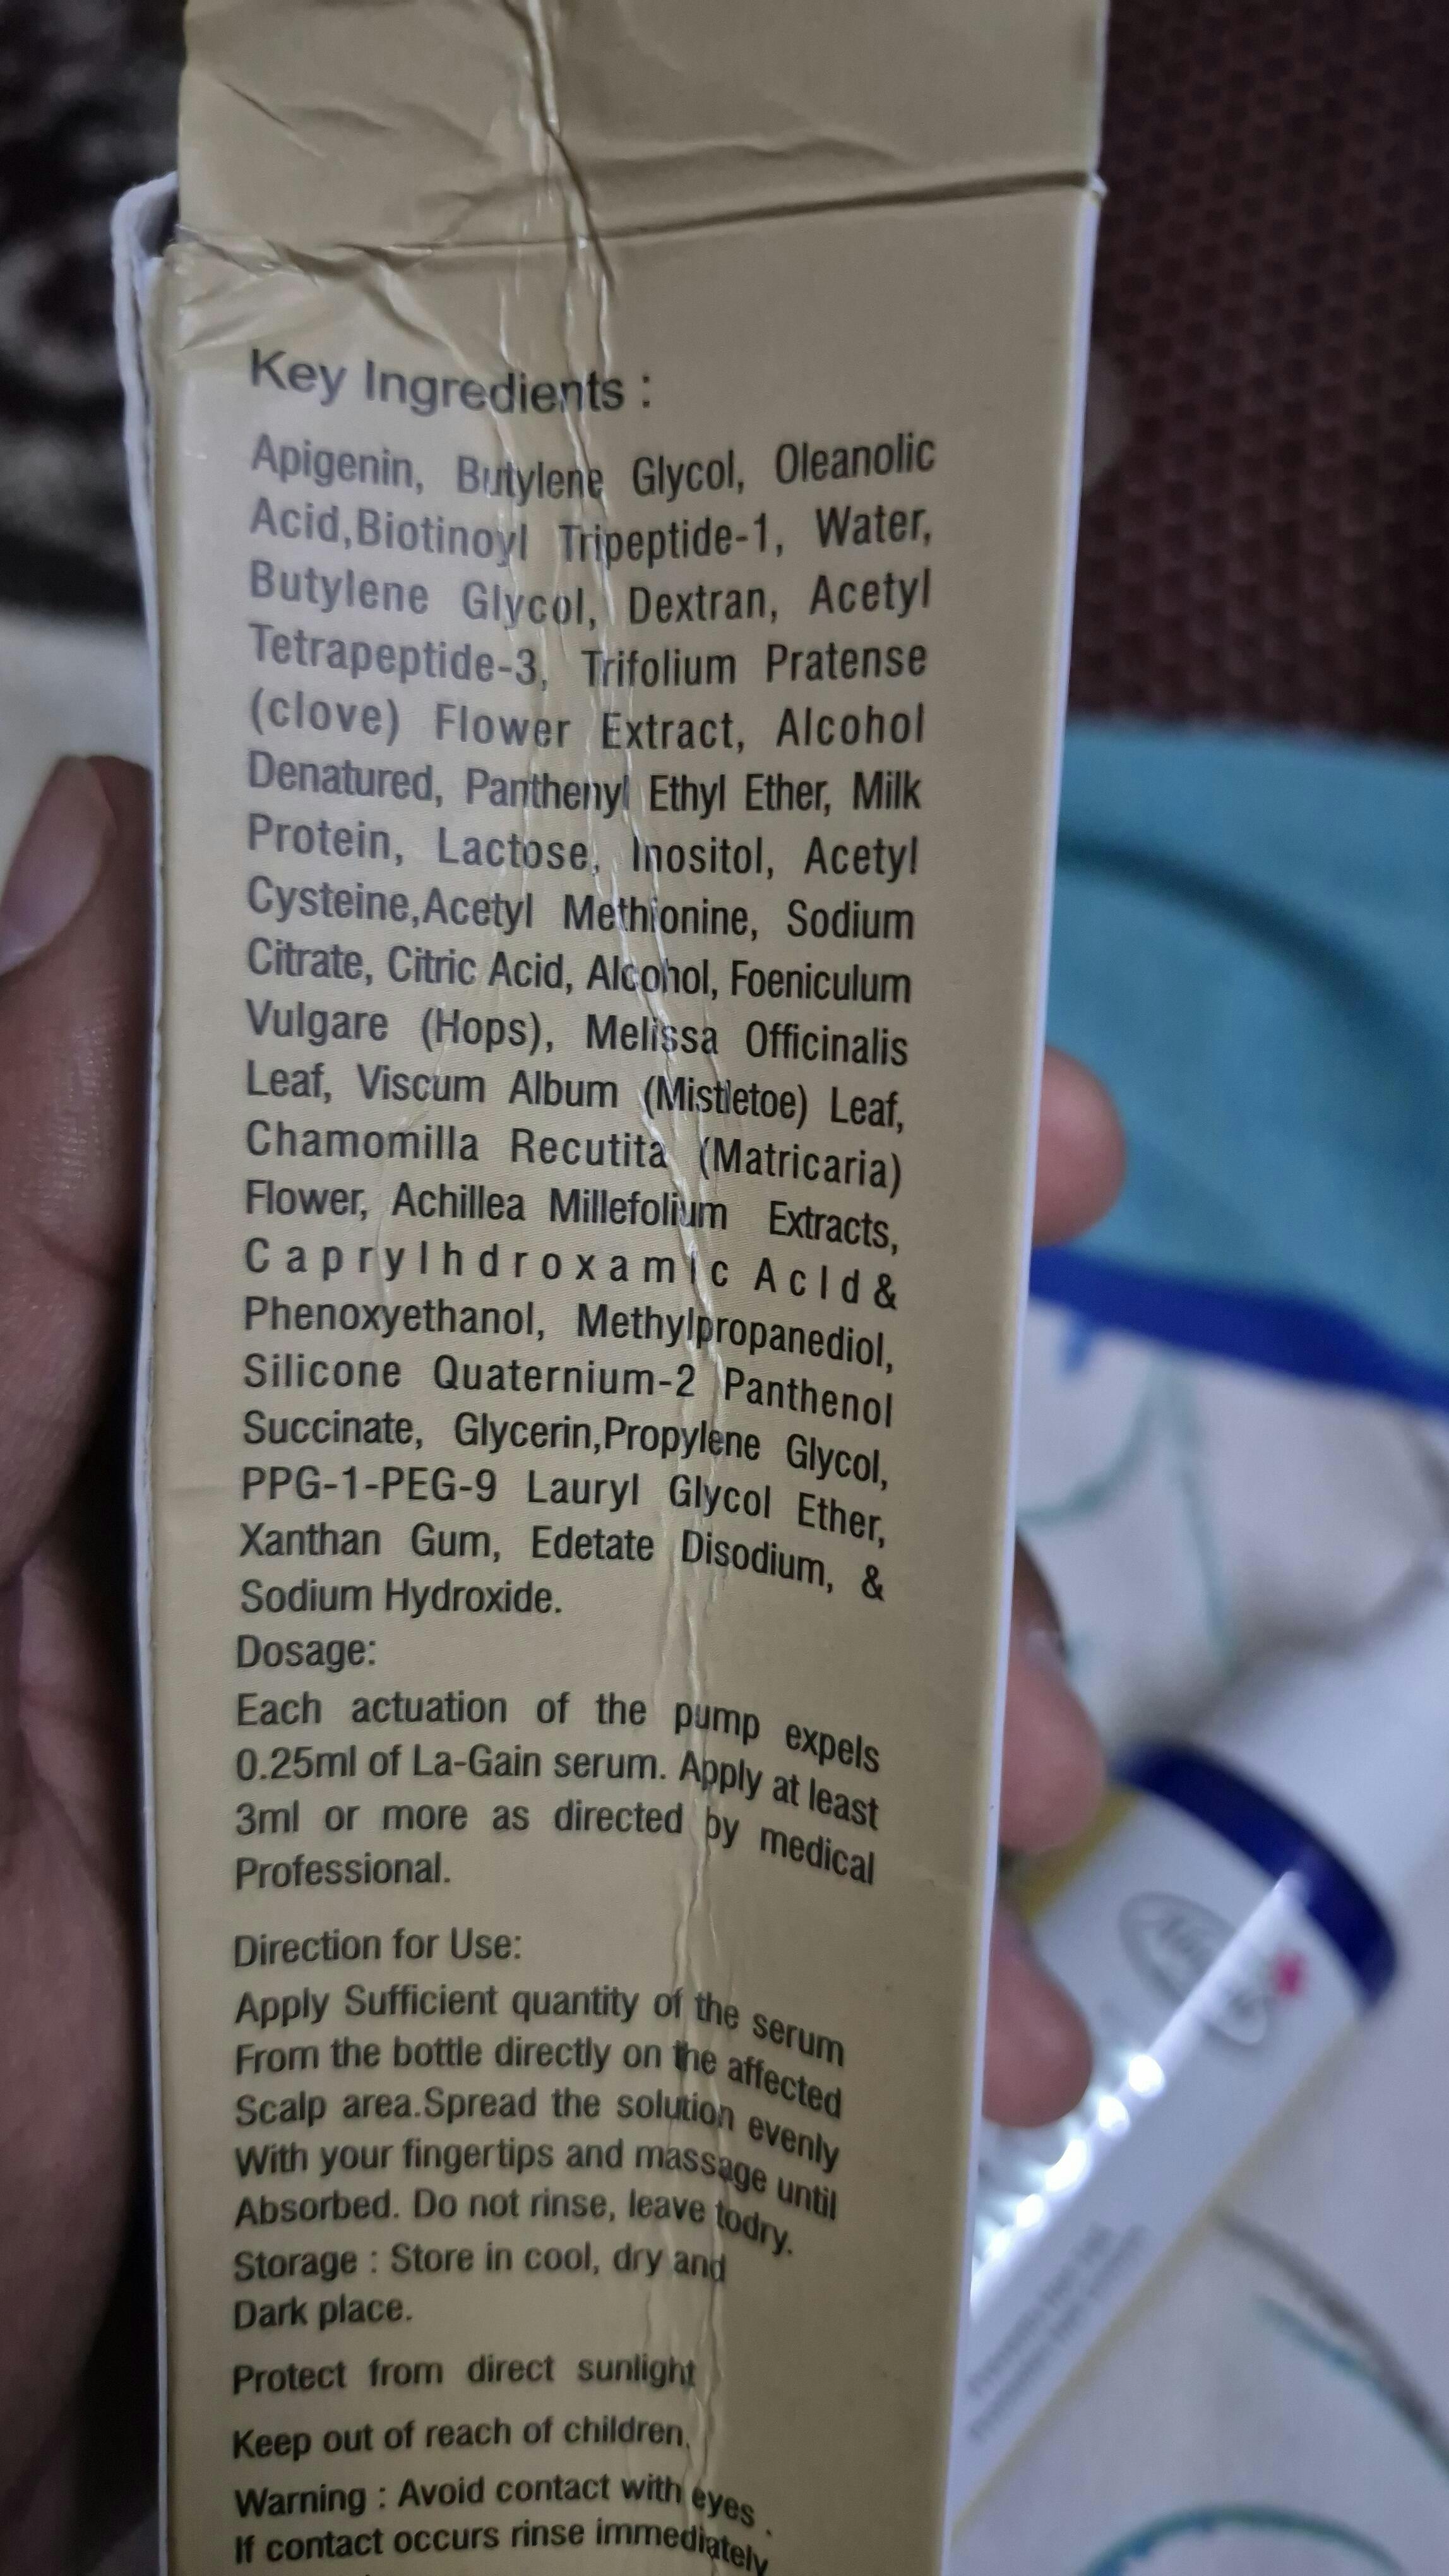 Key Ingredients :
Apigenin, Butylene Glycol, Oleanolic
Acid,Biotinoyl Tripeptide-1, Water,
Butylene Glycol, Dextran, Acetyl
Tetrapeptide-3, Trifolium Pratense
(clove) Flower Extract, Alcohol
Denatured, Panthenyl Ethyl Ether, Milk
Protein, Lactose, Inositol, Acetyl
Cysteine,Acetyl Methionine, Sodium
Citrate, Citric Acid, Alcohol, Foeniculum
Vulgare (Hops), Melissa Officinalis
Leaf, Viscum Album (Mistletoe) Leaf,
Chamomilla Recutita (Matricaria)
Flower, Achillea Millefolium Extracts,
Caprylhdroxamic AcId &
Phenoxyethanol, Methylpropanediol,
Silicone Quaternium-2 Panthenol
Succinate, Glycerin,Propylene Glycol,
PPG-1-PEG-9 Lauryl Glycol Ether,
Xanthan Gum, Edetate Disodium, &
Sodium Hydroxide.
Dosage:
Each actuation of the pump expels
0.25ml of La-Gain serum. Apply at least
3ml or more as directed by medical
Professional.
Direction for Use:
Apply Sufficient quantity of the serum
From the bottle directly on the affected
Scalp area.Spread the solution evenly
With your fingertips and massage until
Absorbed. Do not rinse, leave todry.
Storage : Store in cool, dry and
Dark place.
Protect from direct sunlight
Keep out of reach of children.
Warning : Avoid contact with eyes .
If contact occurs rinse immediately